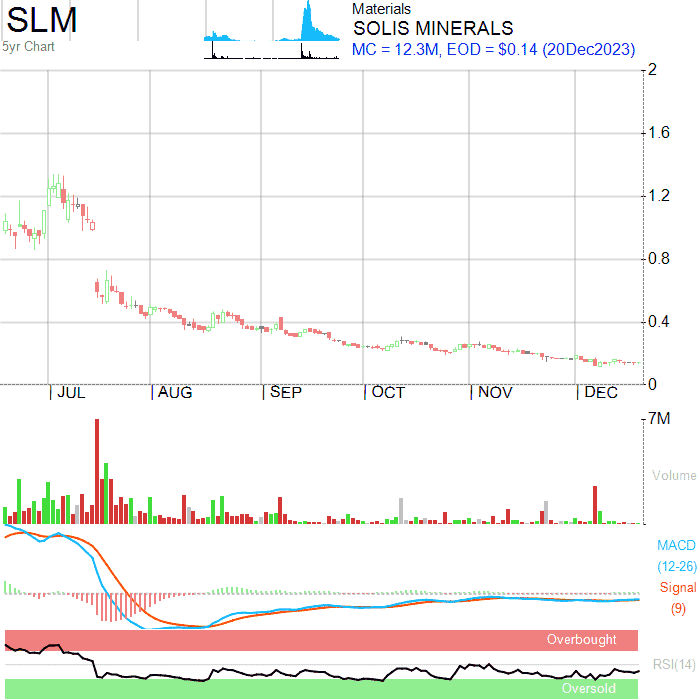 SLM
5yr Chart
Materials
SOLIS MINERALS
MC = 12.3M, EOD = $0.14 (20Dec2023)
2
1.6
1.2
0.8
0.4
0
JUL AUG SEP OCT NOV DEC
7M
Volume
MACD
(12-26)
Signal
(9)
Overbought
RSI(14)
Oversold